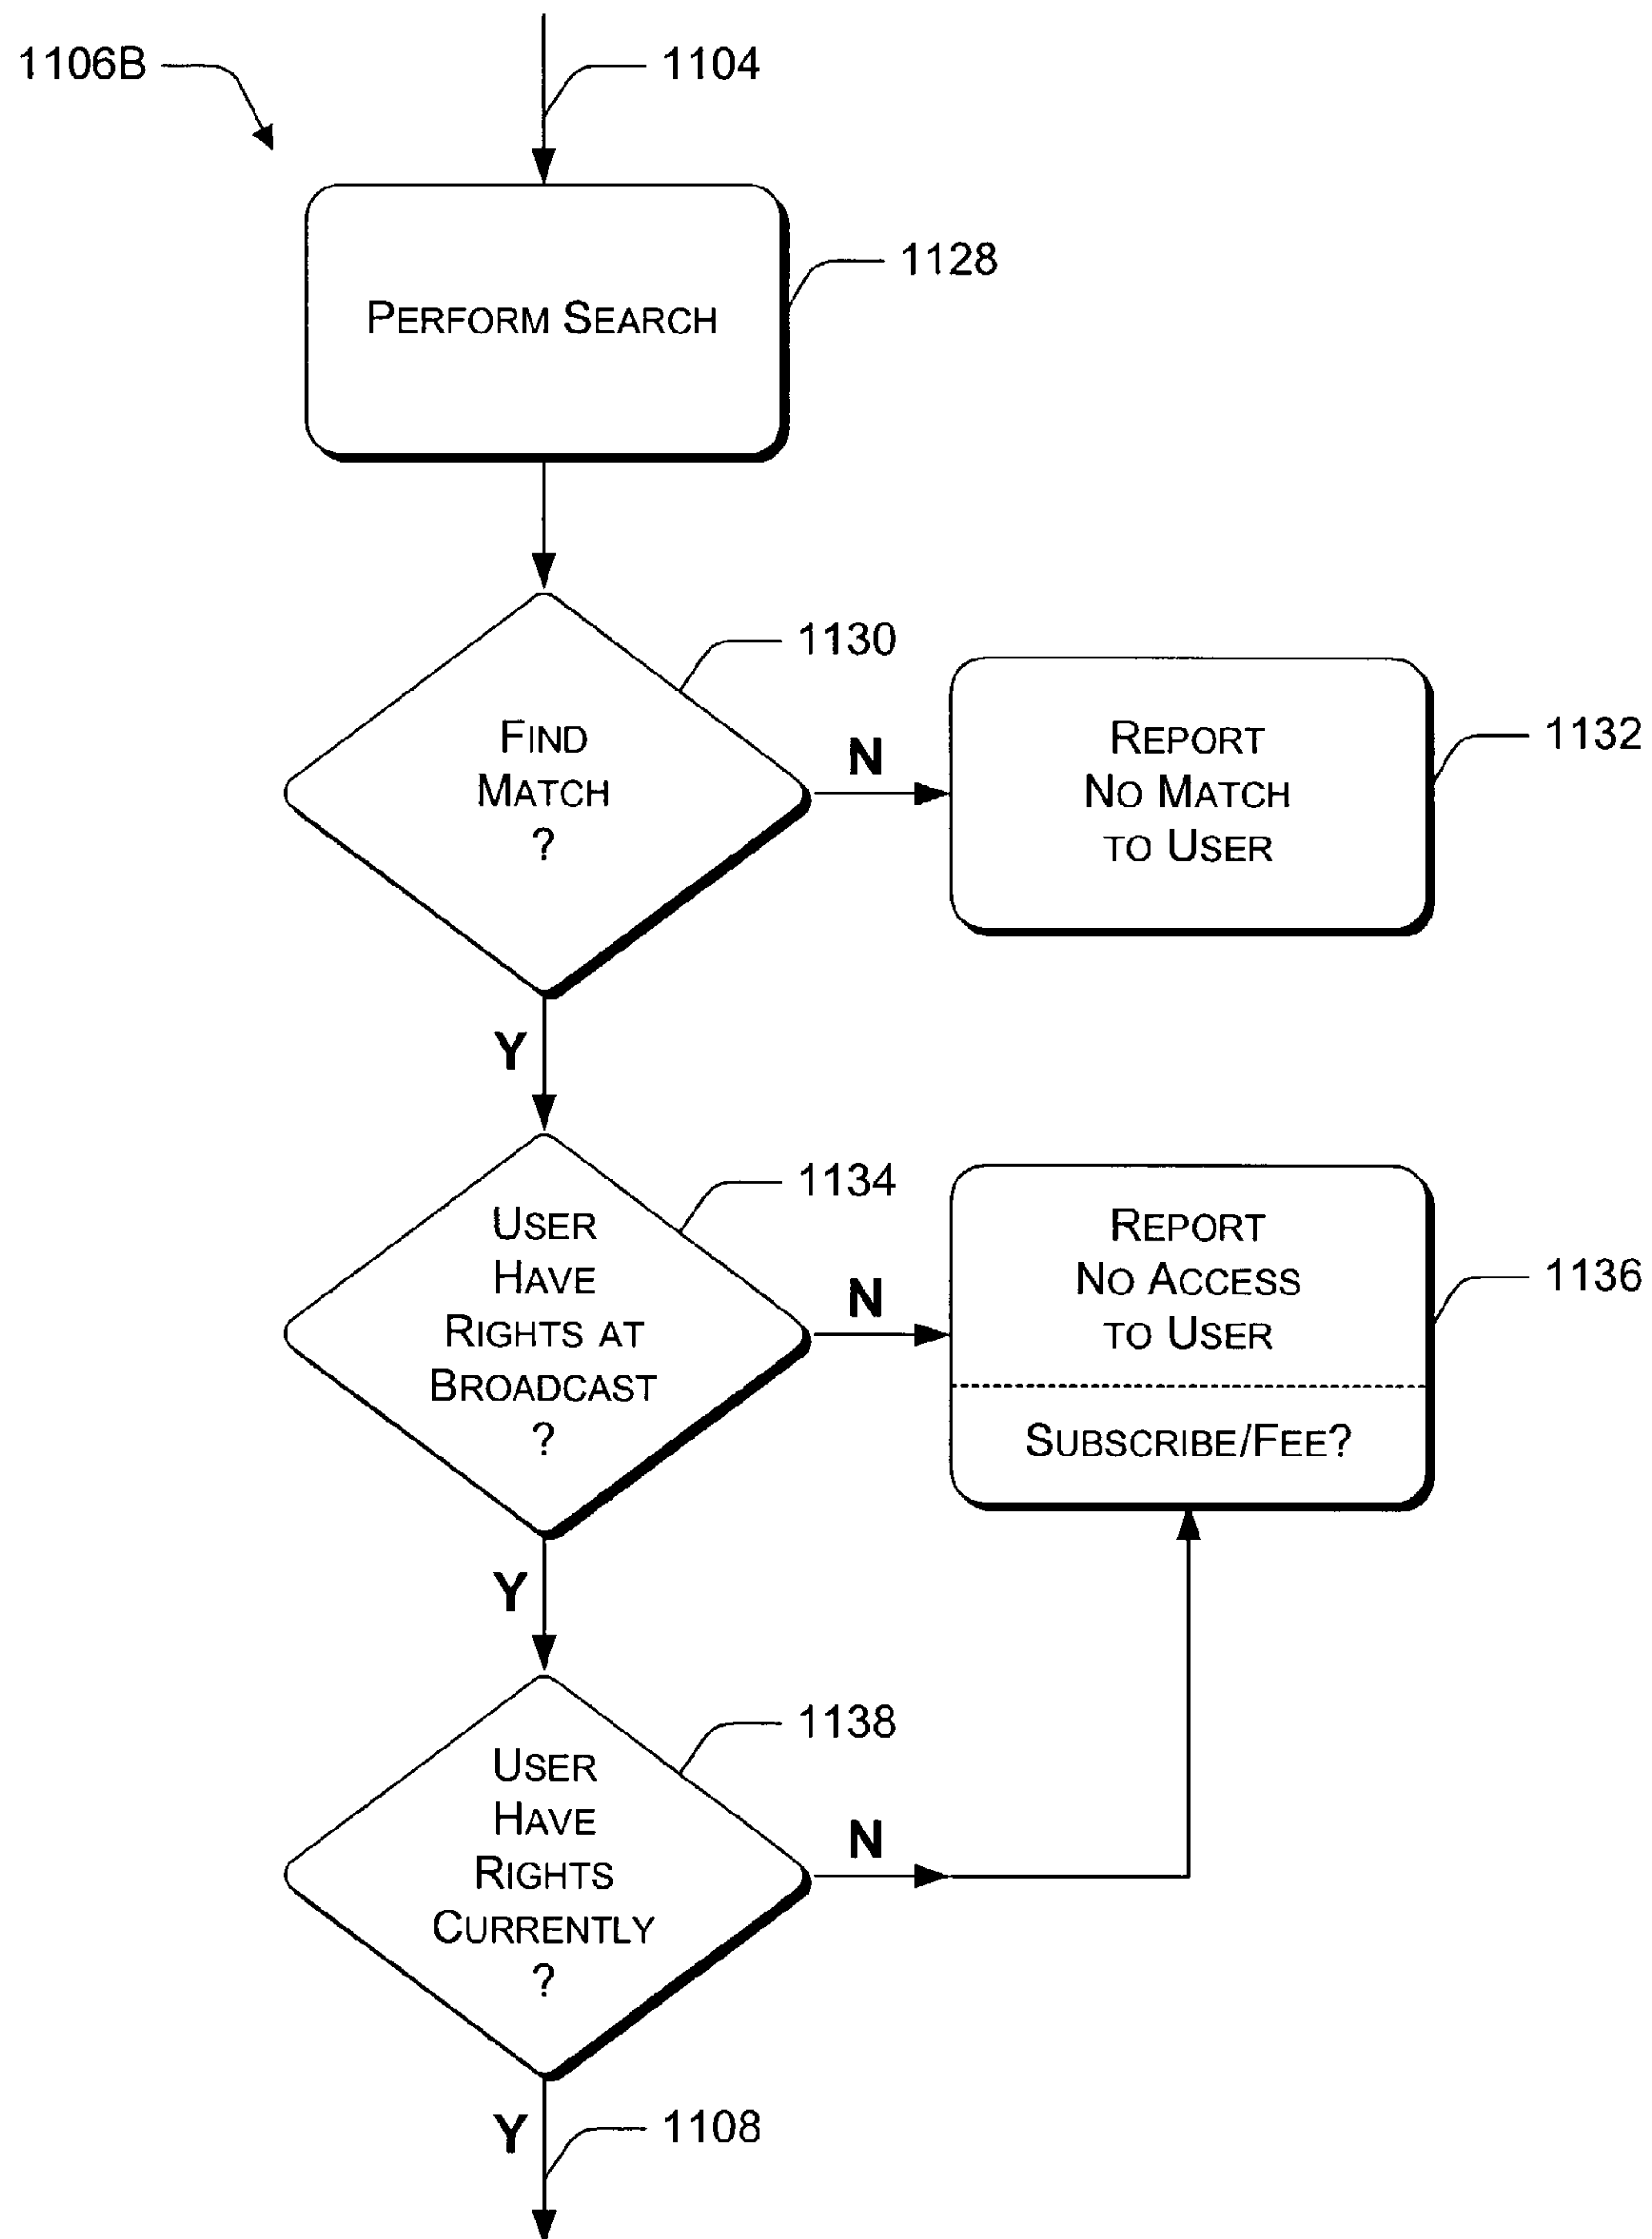 1106B
1104
PERFORM SEARCH
1128
FIND
MATCH
?
1130
N
REPORT
NO MATCH
TO USER
1132
Y
USER
HAVE
RIGHTS AT
BROADCAST
?
1134
N
REPORT
NO ACCESS
TO USER
SUBSCRIBE/FEE?
1136
Y
USER
HAVE
RIGHTS
CURRENTLY
?
1138
N
Y
1108